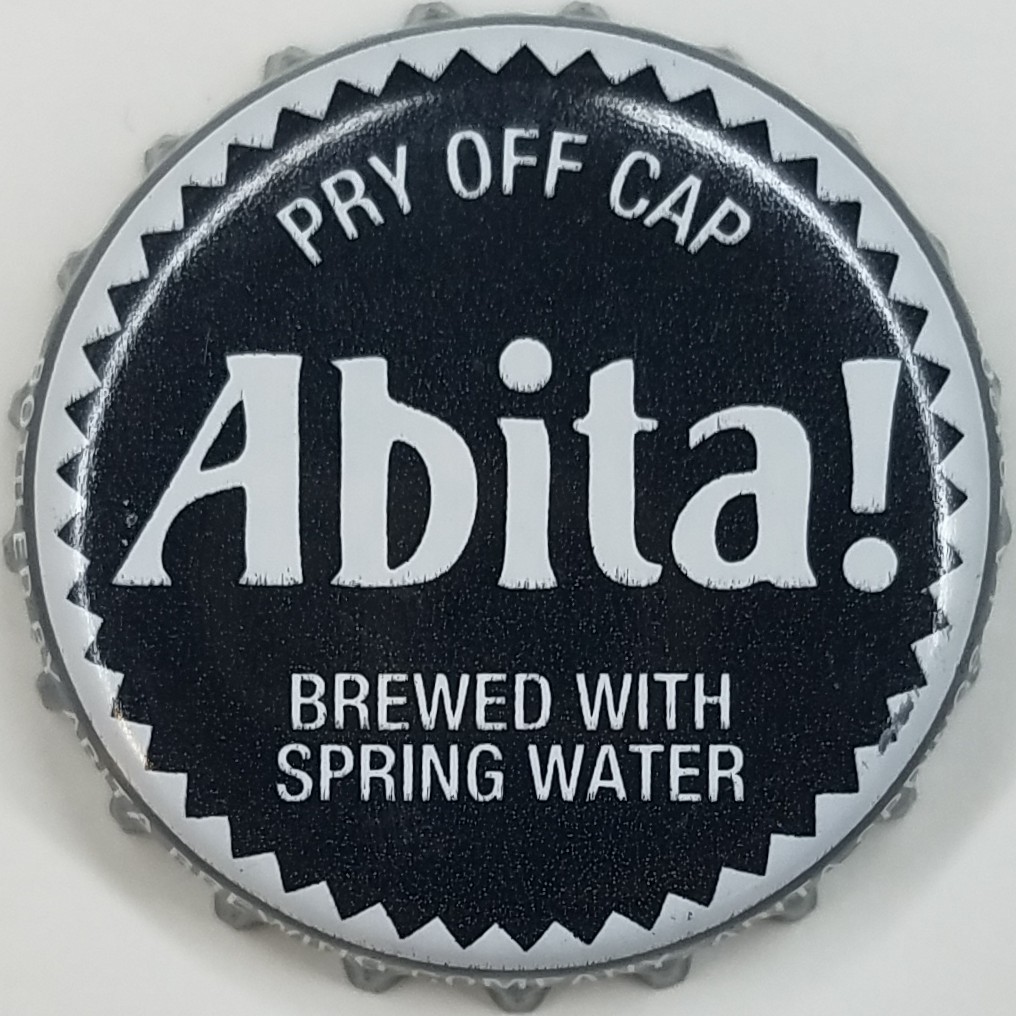 PRY OFF CAP
Abita!
BREWED WITH
SPRING WATER